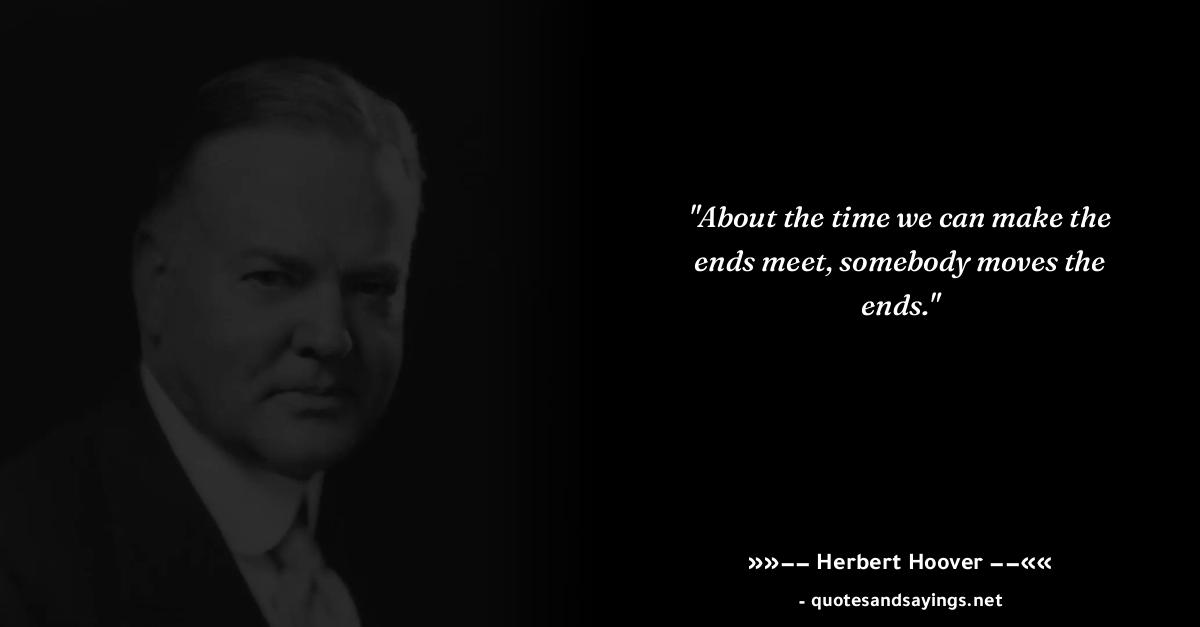 "About the time we can make the
ends meet, somebody moves the
ends."
»»−− Herbert Hoover −−««
- quotesandsayings.net